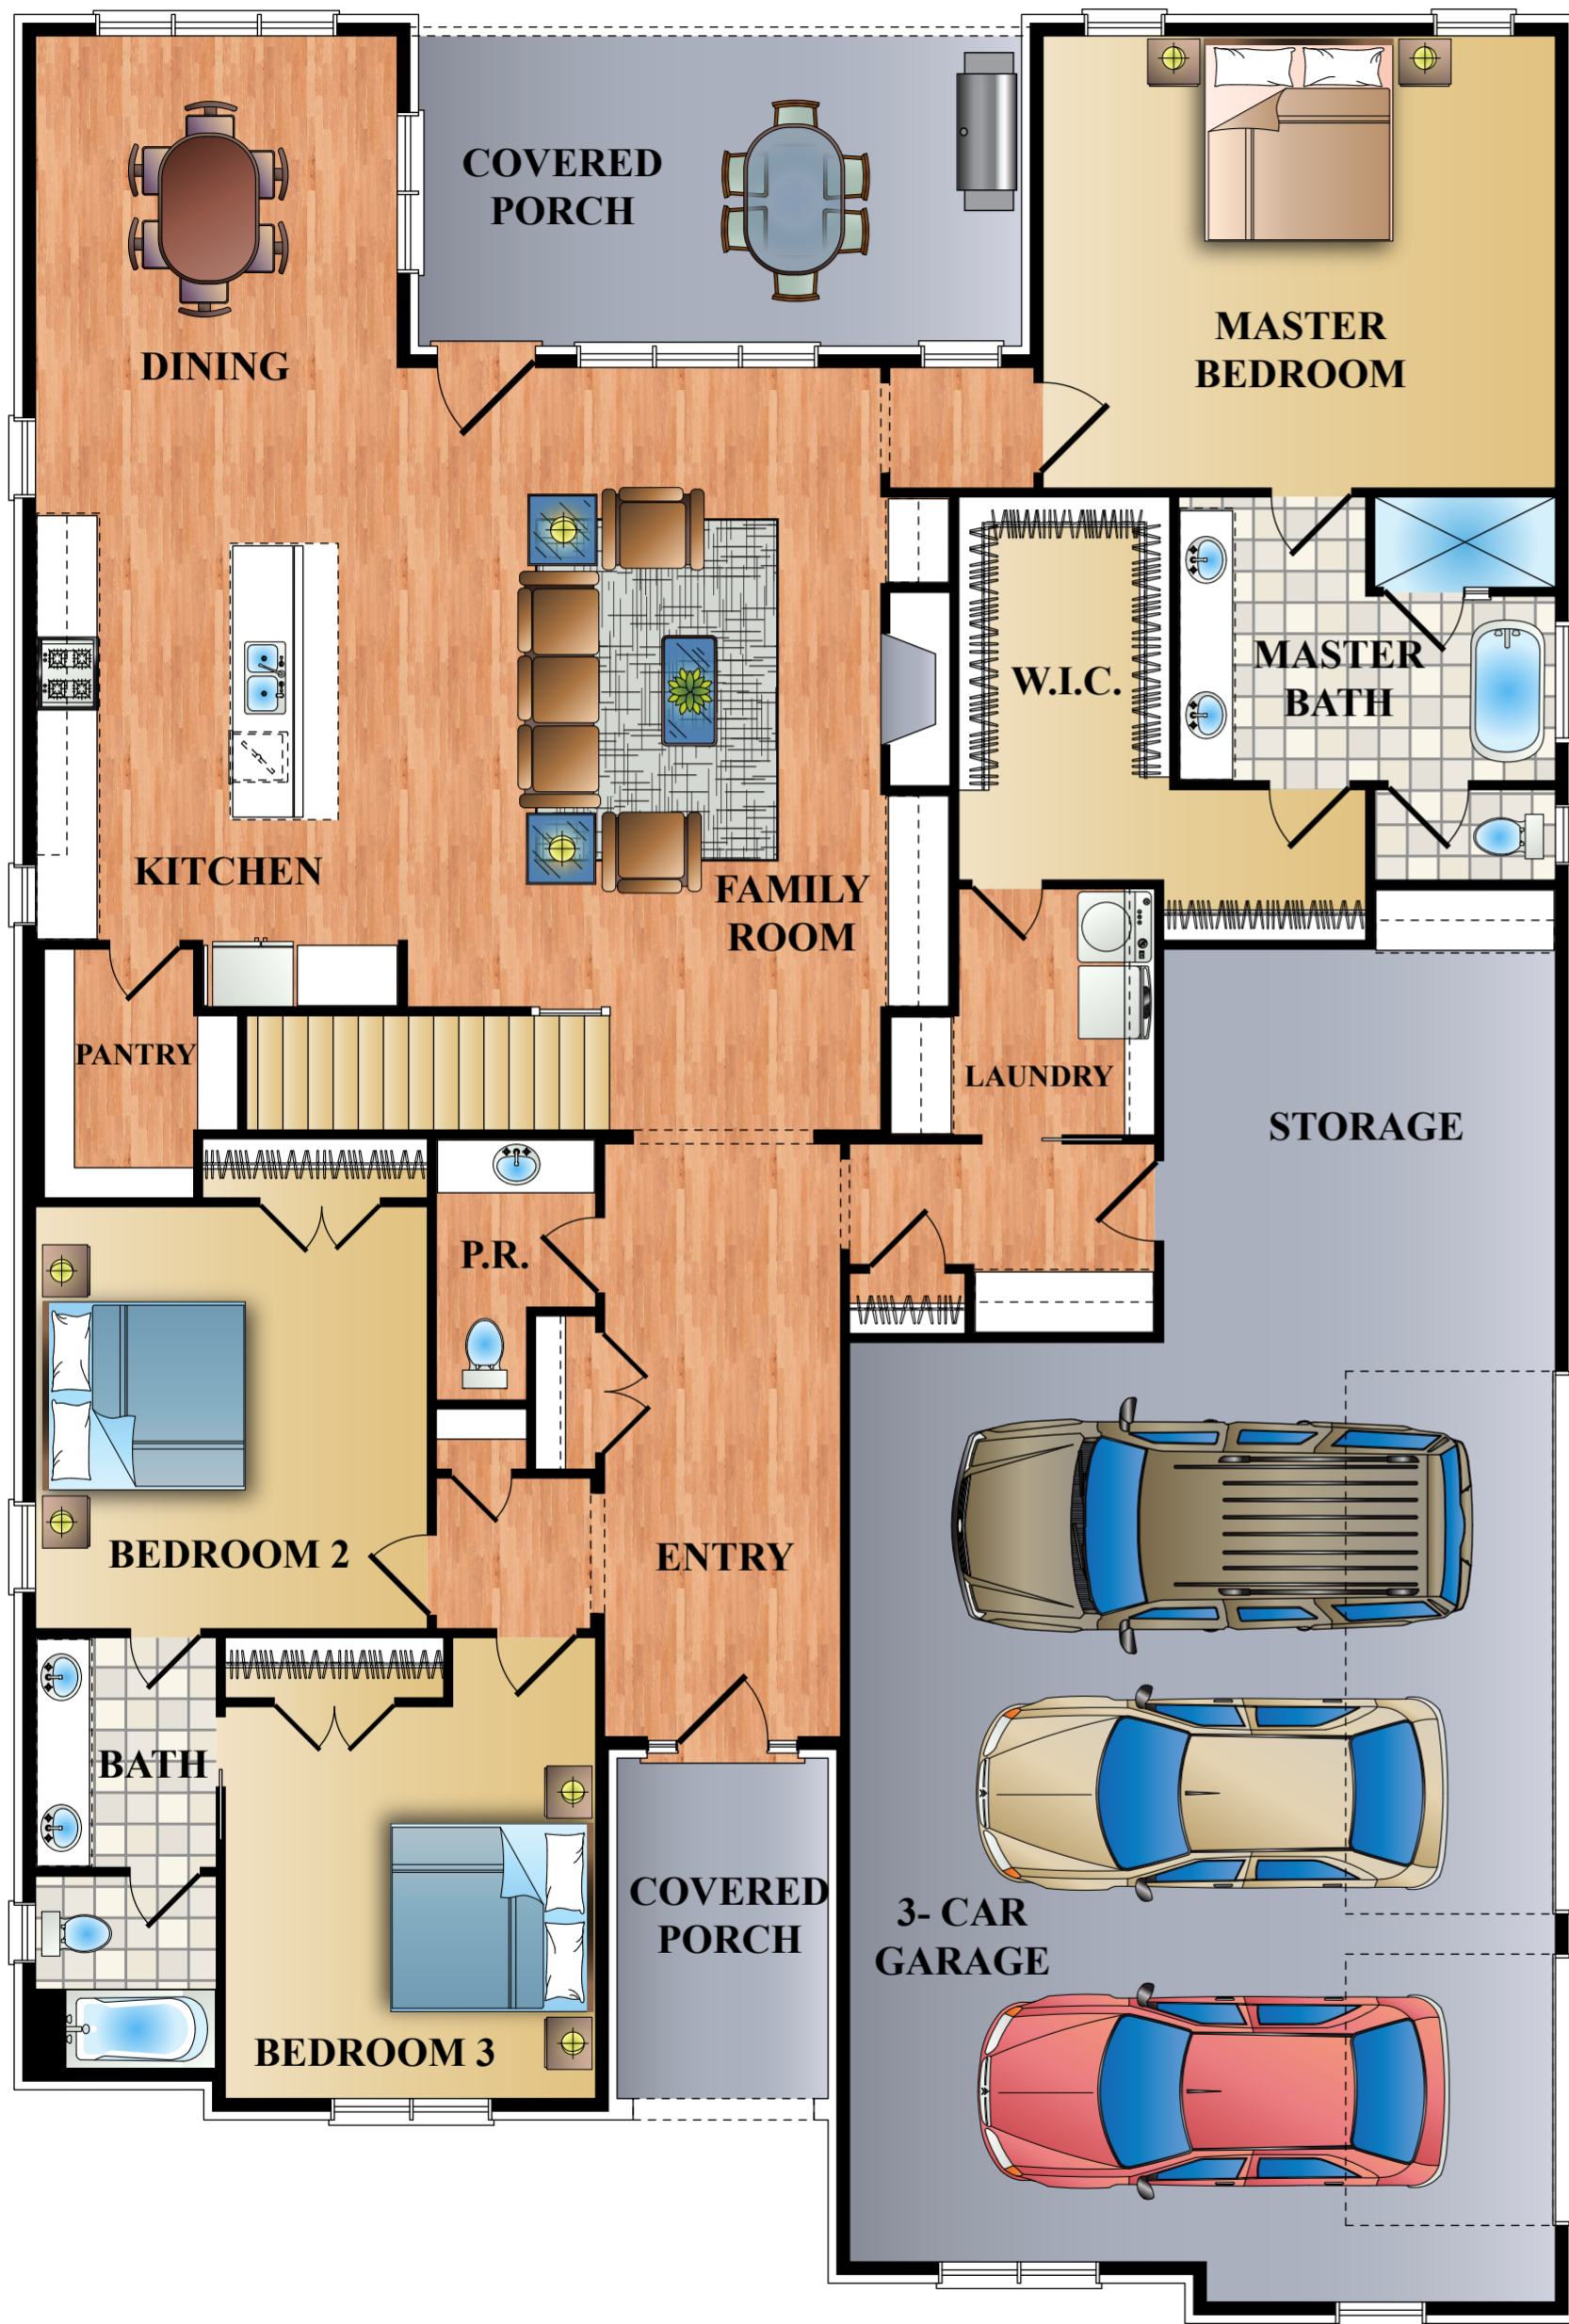 COVERED
PORCH
MASTER
BEDROOM
DINING
W.I.C.
MASTER
BATH
KITCHEN
FAMILY
ROOM
PANTRY
LAUNDRY
STORAGE
P.R.
BEDROOM 2
ENTRY
BATH
COVERED
PORCH
3- CAR
GARAGE
BEDROOM 3